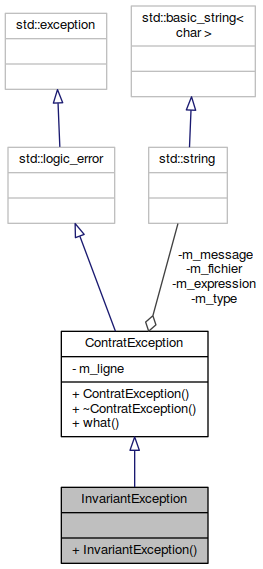 std::exception
std::basic_string<
char >
std::logic_error
std::string
-m_message
-m_fichier
-m_expression
-m_type
ContratException
- m_ligne
+ ContratException()
+ ~ContratException()
+ what()
InvariantException
+ InvariantException()